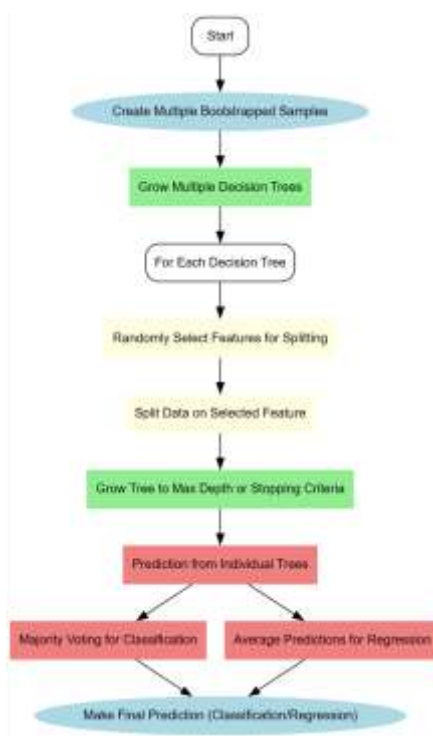 Start
Create Multiple Bootstrapped Samples
Grow Multiple Decision Trees
For Each Decision Tree
Randomly Select Features for Splitting
Split Data on Selected Feature
Grow Tree to Max Depth or Stopping Criteria
Prediction from Individual Trees
Majority Voting for Classification
Average Predictions for Regression
Make Final Prediction (Classification/Regression)